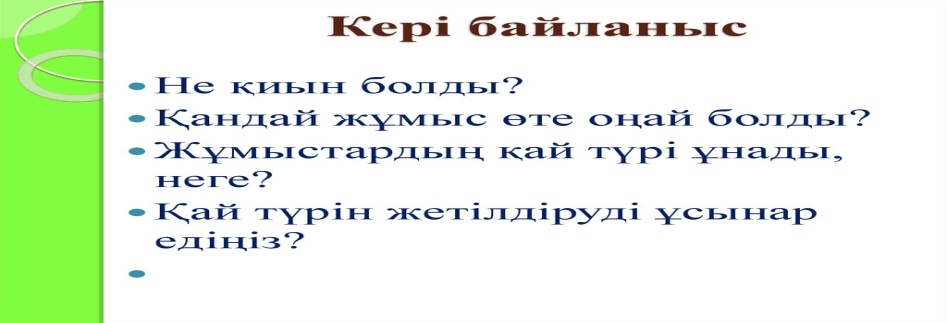 Кері байланыс
• Не қиын болды?
• Қандай жұмыс өте оңай болды?
• Жұмыстардың қай түрі ұнады,
неге?
• Қай түрін жетілдіруді ұсынар
едіңіз?
•